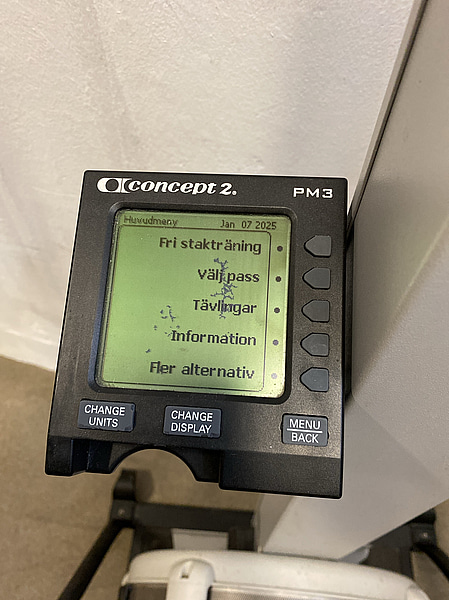 concept 2.
PM3
Huvudmeny Jan 07 2025
Fri stakträning
Välj pass
Tävlingar
Information
Fler alternativ
CHANGE
UNITS
CHANGE
DISPLAY
MENU
BACK